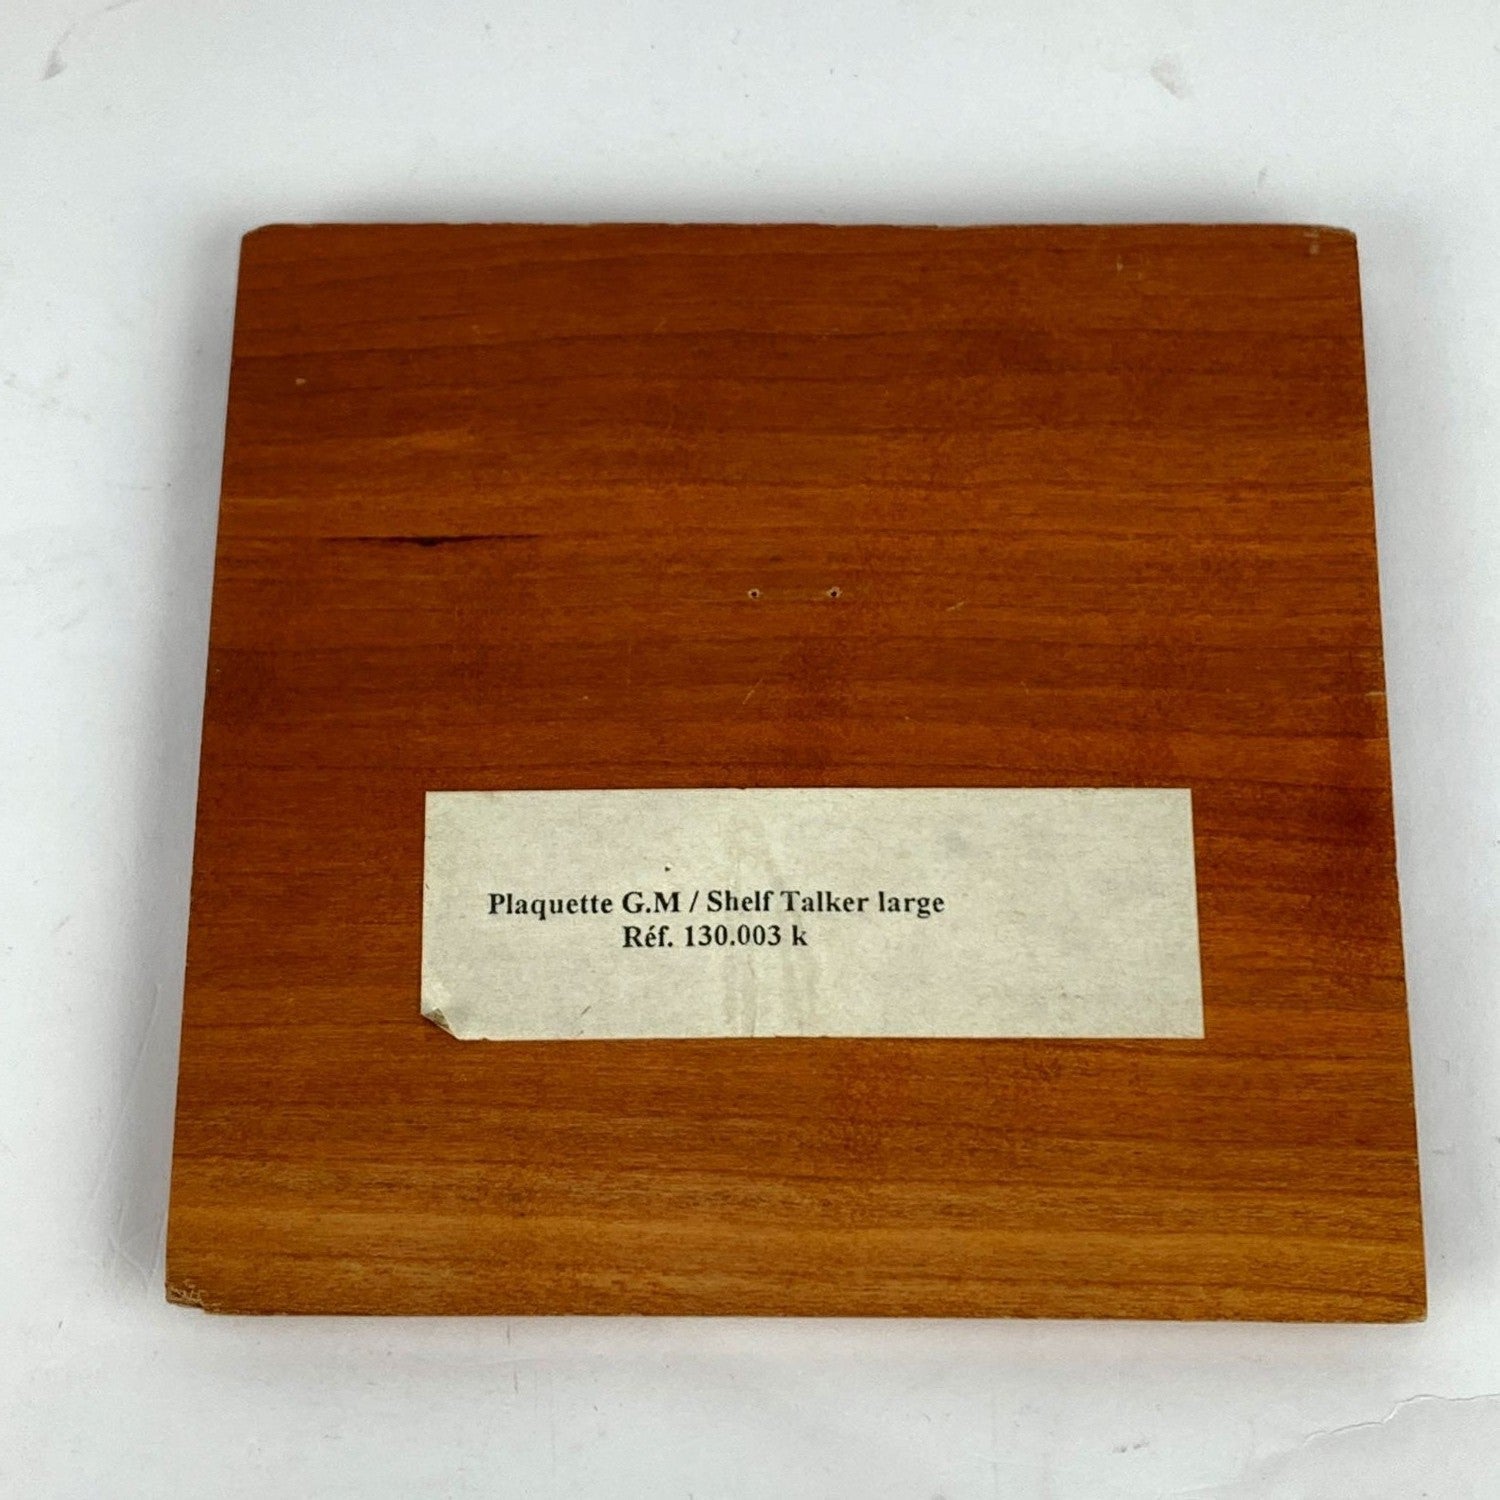 Plaquette G.M / Shelf Talker large
Réf. 130.003 k